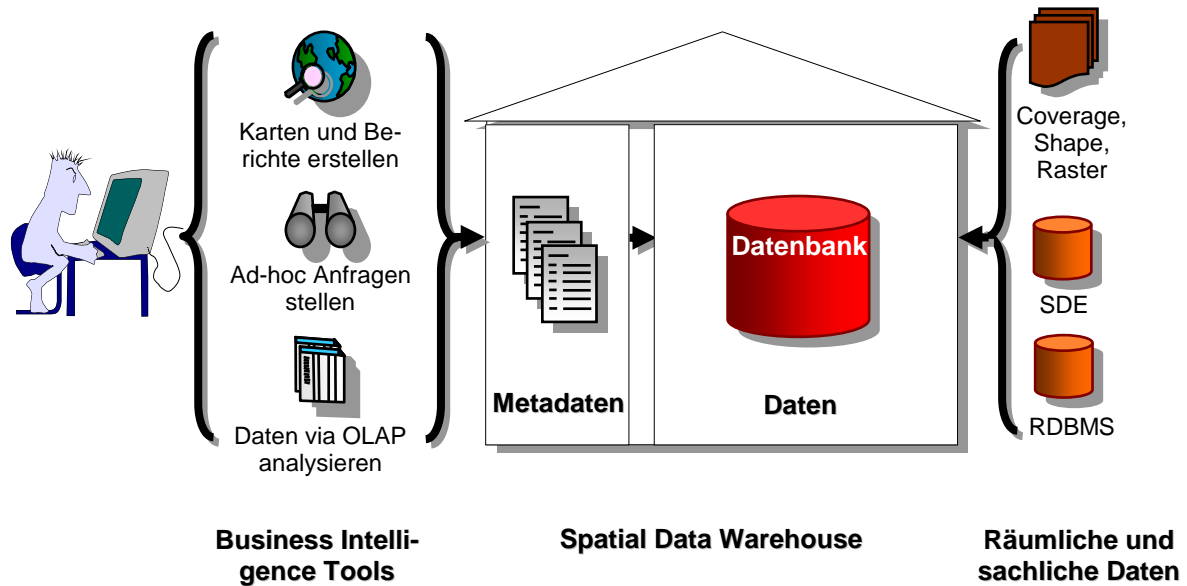 Karten und Be-
richte erstellen
Ad-hoc Anfragen
stellen
Daten via OLAP
analysieren
Business Intelli-
gence Tools
Metadaten
Datenbank
Daten
Spatial Data Warehouse
Coverage,
Shape,
Raster
SDE
RDBMS
Räumliche und
sachliche Daten